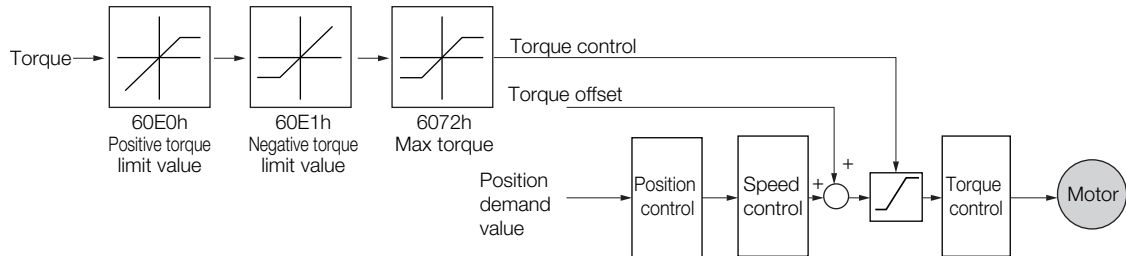 Torque
60E0h
Positive torque
limit value
60E1h
Negative torque
limit value
6072h
Max torque
Torque control
Torque offset
Position
demand
value
Position
control
Speed
control
+
+
Torque
control
Motor